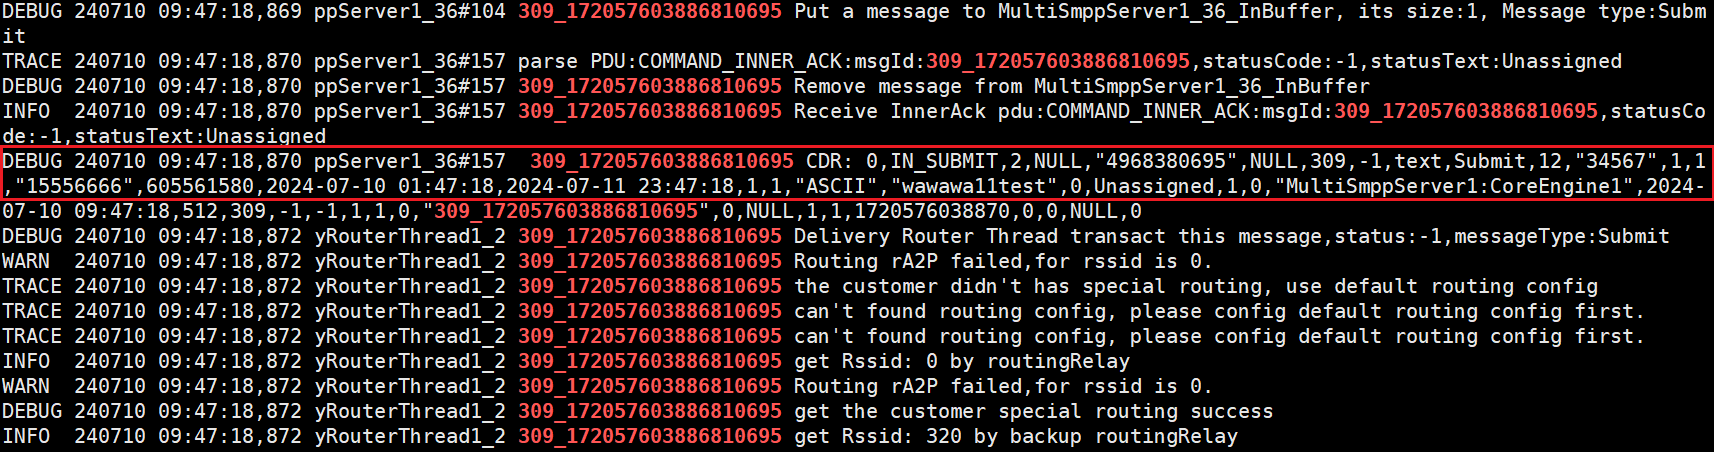 DEBUG 240710 09:47:18,869 ppServer1_36#104 309_172057603886810695 Put a message to MultiSmppServer1_36_InBuffer, its size:1, Message type:Subm
it
TRACE 240710 09:47:18,870 ppServer1_36#157 parse PDU:COMMAND_INNER_ACK:msgId:309_172057603886810695,statusCode:-1,statusText:Unassigned
DEBUG 240710 09:47:18,870 ppServer1_36#157 309_172057603886810695 Remove message from MultiSmppServer1_36_InBuffer
INFO  240710 09:47:18,870 ppServer1_36#157 309_172057603886810695 Receive InnerAck pdu:COMMAND_INNER_ACK:msgId:309_172057603886810695,statusCo
de:-1,statusText:Unassigned
DEBUG 240710 09:47:18,870 ppServer1_36#157  309_172057603886810695 CDR: 0,IN_SUBMIT,2,NULL,"4968380695",NULL,309,-1,text,Submit,12,"34567",1,1
,"15556666",605561580,2024-07-10 01:47:18,2024-07-11 23:47:18,1,1,"ASCII","wawawa11test",0,Unassigned,1,0,"MultiSmppServer1:CoreEngine1",2024-
07-10 09:47:18,512,309,-1,-1,1,1,0,"309_172057603886810695",0,NULL,1,1,1720576038870,0,0,NULL,0
DEBUG 240710 09:47:18,872 yRouterThread1_2 309_172057603886810695 Delivery Router Thread transact this message,status:-1,messageType:Submit
WARN  240710 09:47:18,872 yRouterThread1_2 309_172057603886810695 Routing rA2P failed,for rssid is 0.
TRACE 240710 09:47:18,872 yRouterThread1_2 309_172057603886810695 the customer didn't has special routing, use default routing config
TRACE 240710 09:47:18,872 yRouterThread1_2 309_172057603886810695 can't found routing config, please config default routing config first.
TRACE 240710 09:47:18,872 yRouterThread1_2 309_172057603886810695 can't found routing config, please config default routing config first.
INFO  240710 09:47:18,872 yRouterThread1_2 309_172057603886810695 get Rssid: 0 by routingRelay
WARN  240710 09:47:18,872 yRouterThread1_2 309_172057603886810695 Routing rA2P failed,for rssid is 0.
DEBUG 240710 09:47:18,872 yRouterThread1_2 309_172057603886810695 get the customer special routing success
INFO  240710 09:47:18,872 yRouterThread1_2 309_172057603886810695 get Rssid: 320 by backup routingRelay